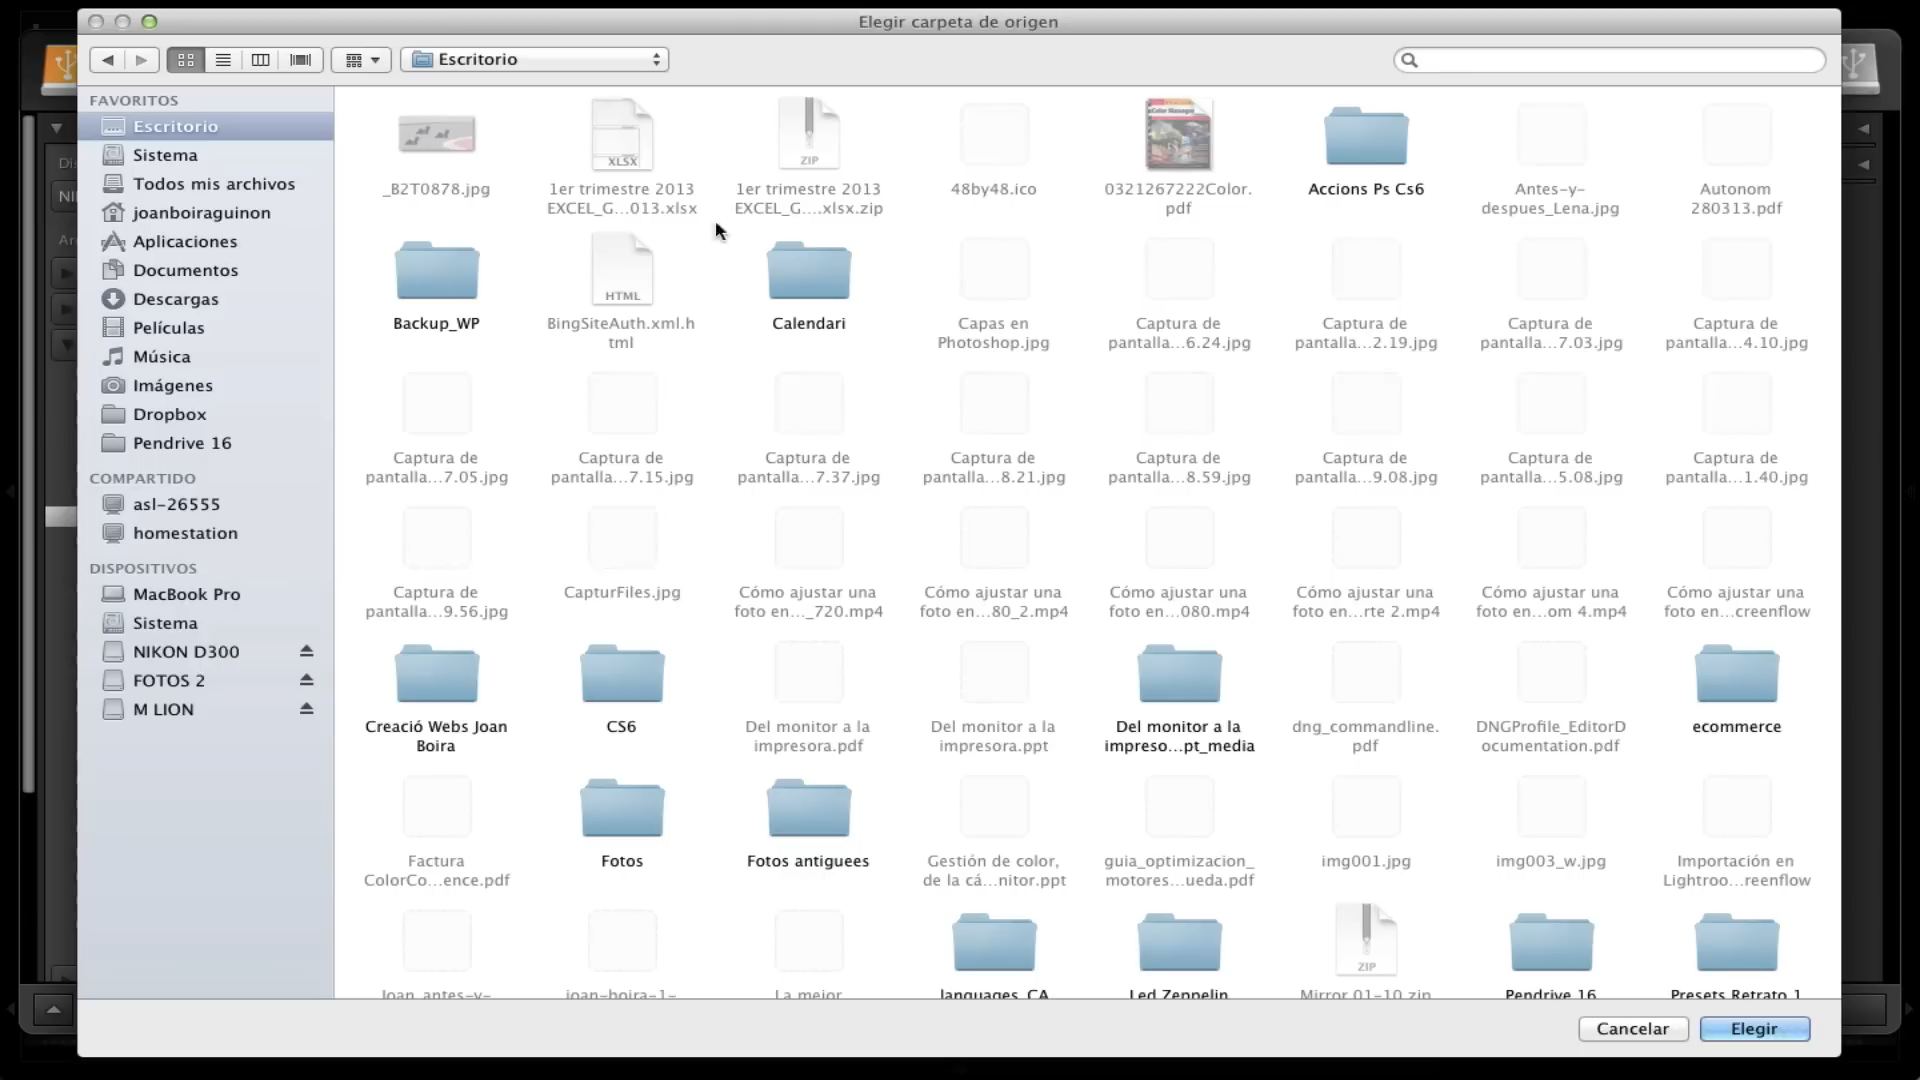 Elegir carpeta de origen
Escritorio
FAVORITOS
Escritorio
Sistema
Todos mis archivos
joanboiraguinon
Aplicaciones
Documentos
Descargas
Películas
Música
Imágenes
Dropbox
Pendrive 16
COMPARTIDO
asl-26555
homestation
DISPOSITIVOS
MacBook Pro
Sistema
NIKON D300
FOTOS 2
M LION
XLSX
ZIP
_B2T0878.jpg
1er trimestre 2013
EXCEL_G...013.xlsx
1er trimestre 2013
EXCEL_G....xlsx.zip
48by48.ico
0321267222Color.
pdf
Accions Ps Cs6
Antes-y-
despues_Lena.jpg
Autonom
280313.pdf
HTML
Backup_WP
BingSiteAuth.xml.h
tml
Calendari
Capas en
Photoshop.jpg
Captura de
pantalla...6.24.jpg
Captura de
pantalla...2.19.jpg
Captura de
pantalla...7.03.jpg
Captura de
pantalla...4.10.jpg
Captura de
pantalla...7.05.jpg
Captura de
pantalla...7.15.jpg
Captura de
pantalla...7.37.jpg
Captura de
pantalla...8.21.jpg
Captura de
pantalla...8.59.jpg
Captura de
pantalla...9.08.jpg
Captura de
pantalla...5.08.jpg
Captura de
pantalla...1.40.jpg
Captura de
pantalla...9.56.jpg
CapturFiles.jpg
Cómo ajustar una
foto en..._720.mp4
Cómo ajustar una
foto en...80_2.mp4
Cómo ajustar una
foto en...080.mp4
Cómo ajustar una
foto en...rte 2.mp4
Cómo ajustar una
foto en...om 4.mp4
Cómo ajustar una
foto en...creenflow
Creació Webs Joan
Boira
CS6
Del monitor a la
impresora.pdf
Del monitor a la
impresora.ppt
Del monitor a la
impreso...pt_media
dng_commandline.
pdf
DNGProfile_EditorD
ocumentation.pdf
ecommerce
Factura
ColorCo...ence.pdf
Fotos
Fotos antiguees
Gestión de color,
de la cá...nitor.ppt
guia_optimizacion_
motores...ueda.pdf
img001.jpg
img003_w.jpg
Importación en
Lightroo...reenflow
ZIP
Joan_antes-y-
joan-boira-1-
La mejor
languages_CA
Led Zeppelin
Mirror 01-10.zip
Pendrive 16
Presets Retrato 1
Cancelar
Elegir